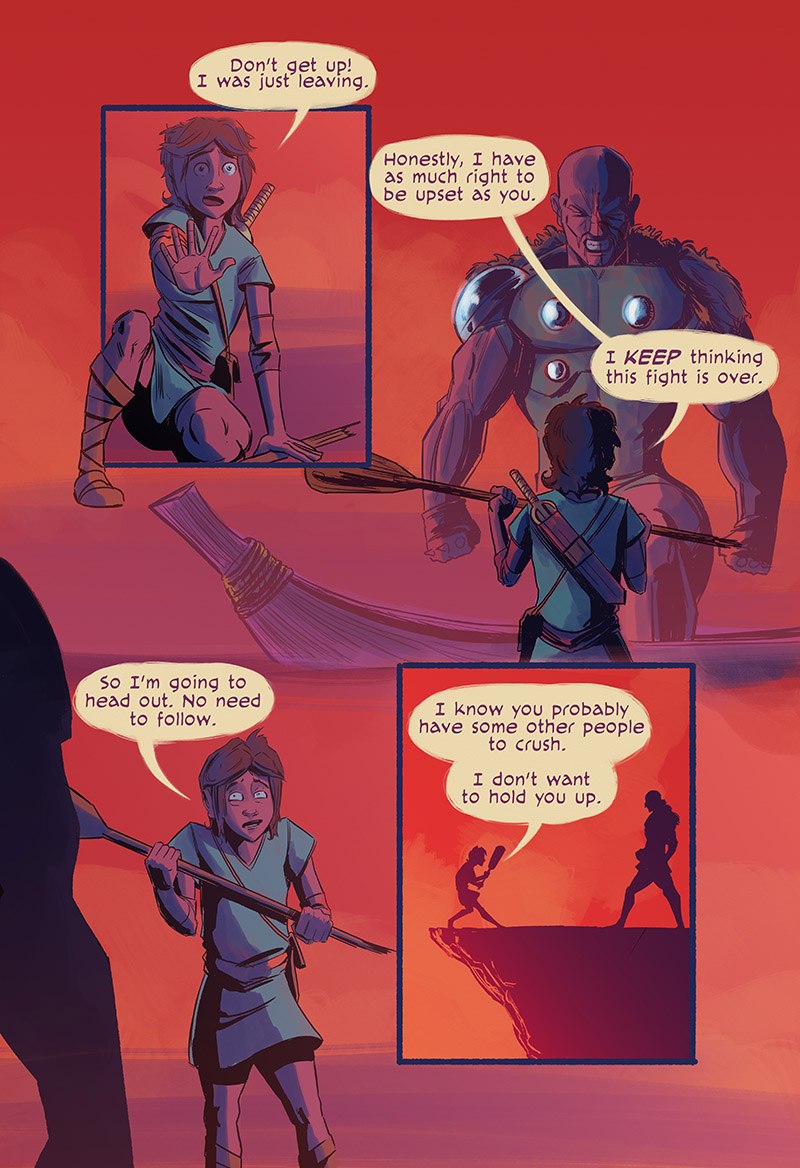 Don't get up!
I was just leaving.
Honestly, I have
as much right to
be upset as you.
I KEEP thinking
this fight is over.
So I'm going to
head out. No need
to follow.
I know you probably
have some other people
to crush.
I don't want
to hold you up.